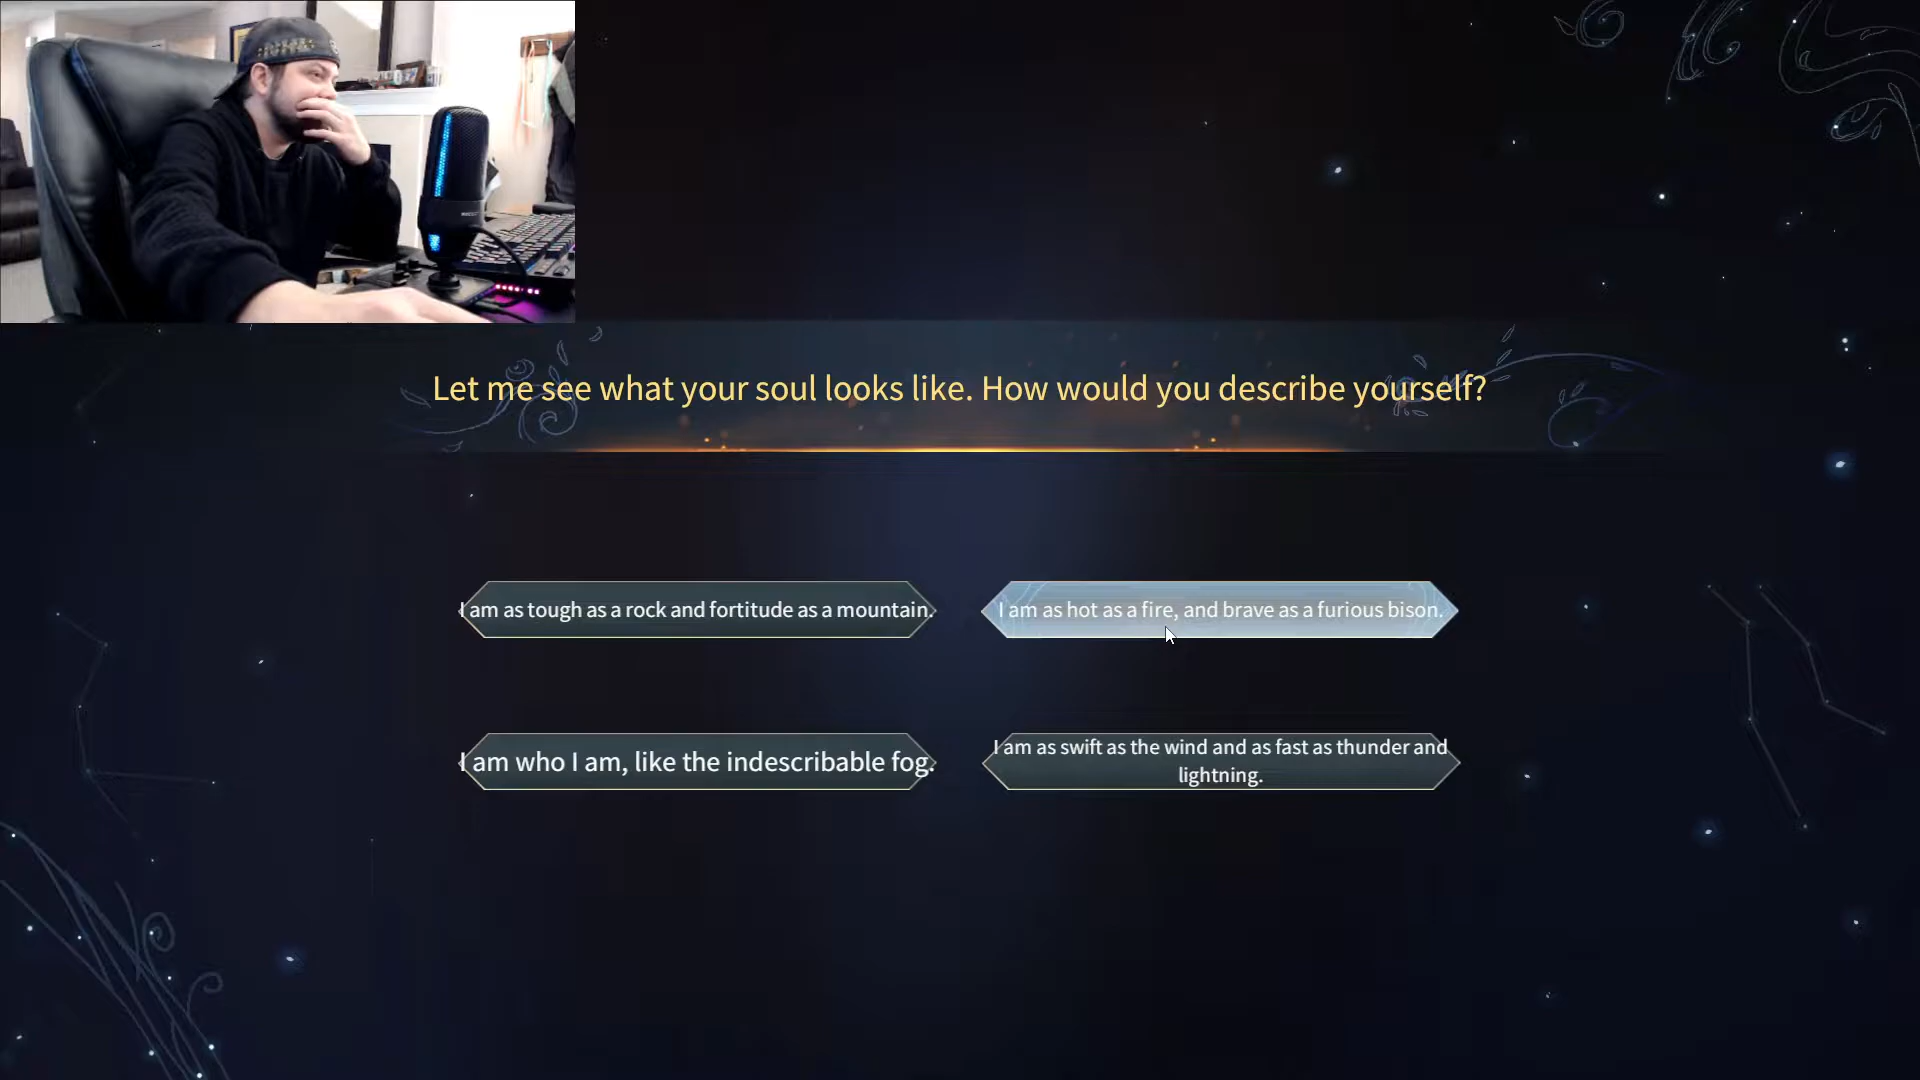 Let me see what your soul looks like. How would you describe yourself?
I am as tough as a rock and fortitude as a mountain.
I am as hot as a fire, and brave as a furious bison.
I am who I am, like the indescribable fog.
I am as swift as the wind and as fast as thunder and
lightning.